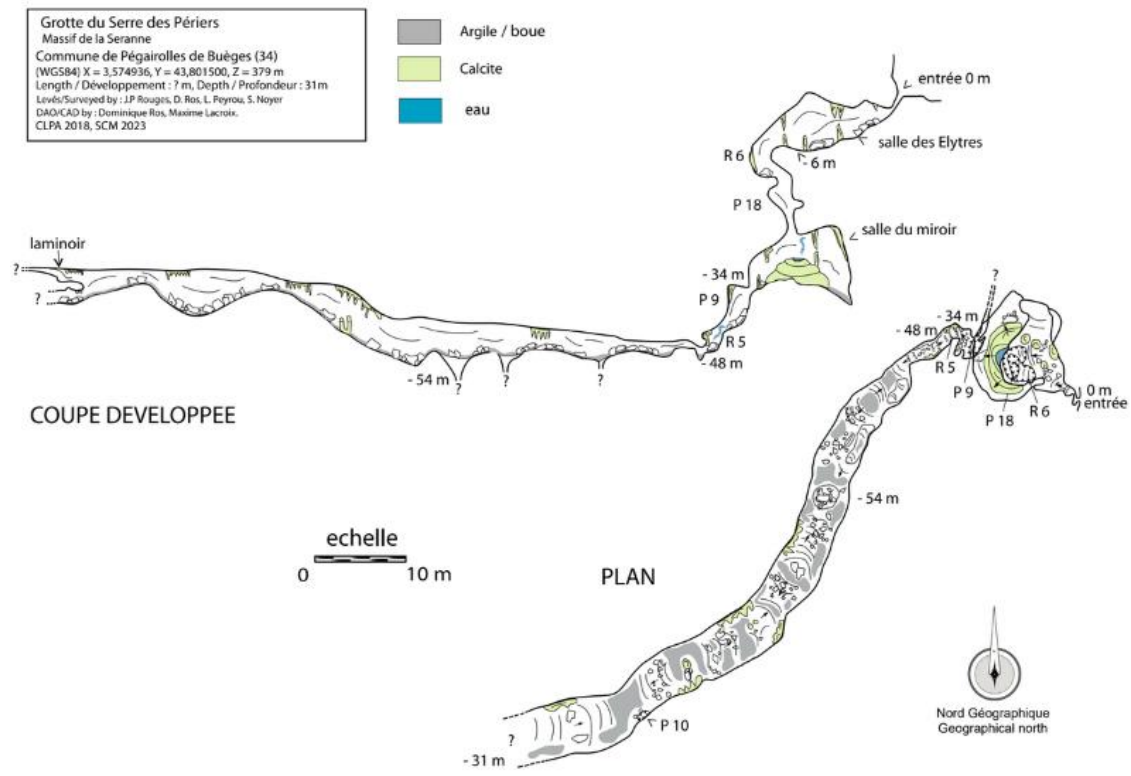 Grotte du Serre des Périers
Massif de la Seranne
Commune de Pégairolles de Buèges (34)
(WGS84) X = 3,574936, Y = 43,801500, Z = 379 m
Length / Développement : ? m, Depth / Profondeur : 31m
Levés/Surveyed by : J.P Rouges, D. Ros, L. Peyrou, S. Noyer
DAO/CAD by : Dominique Ros, Maxime Lacroix.
CLPA 2018, SCM 2023
Argile / boue
Calcite
eau
entrée 0 m
salle des Elytres
- 6 m
R 6
P 18
salle du miroir
- 34 m
P 9
R 5
- 48 m
laminoir
?
?
- 54 m
?
?
?
COUPE DEVELOPPEE
?
- 34 m
- 48 m
R 5
P 9
P 18
R 6
0 m
entrée
- 54 m
echelle
0
10 m
PLAN
P 10
?
- 31 m
Nord Géographique
Geographical north